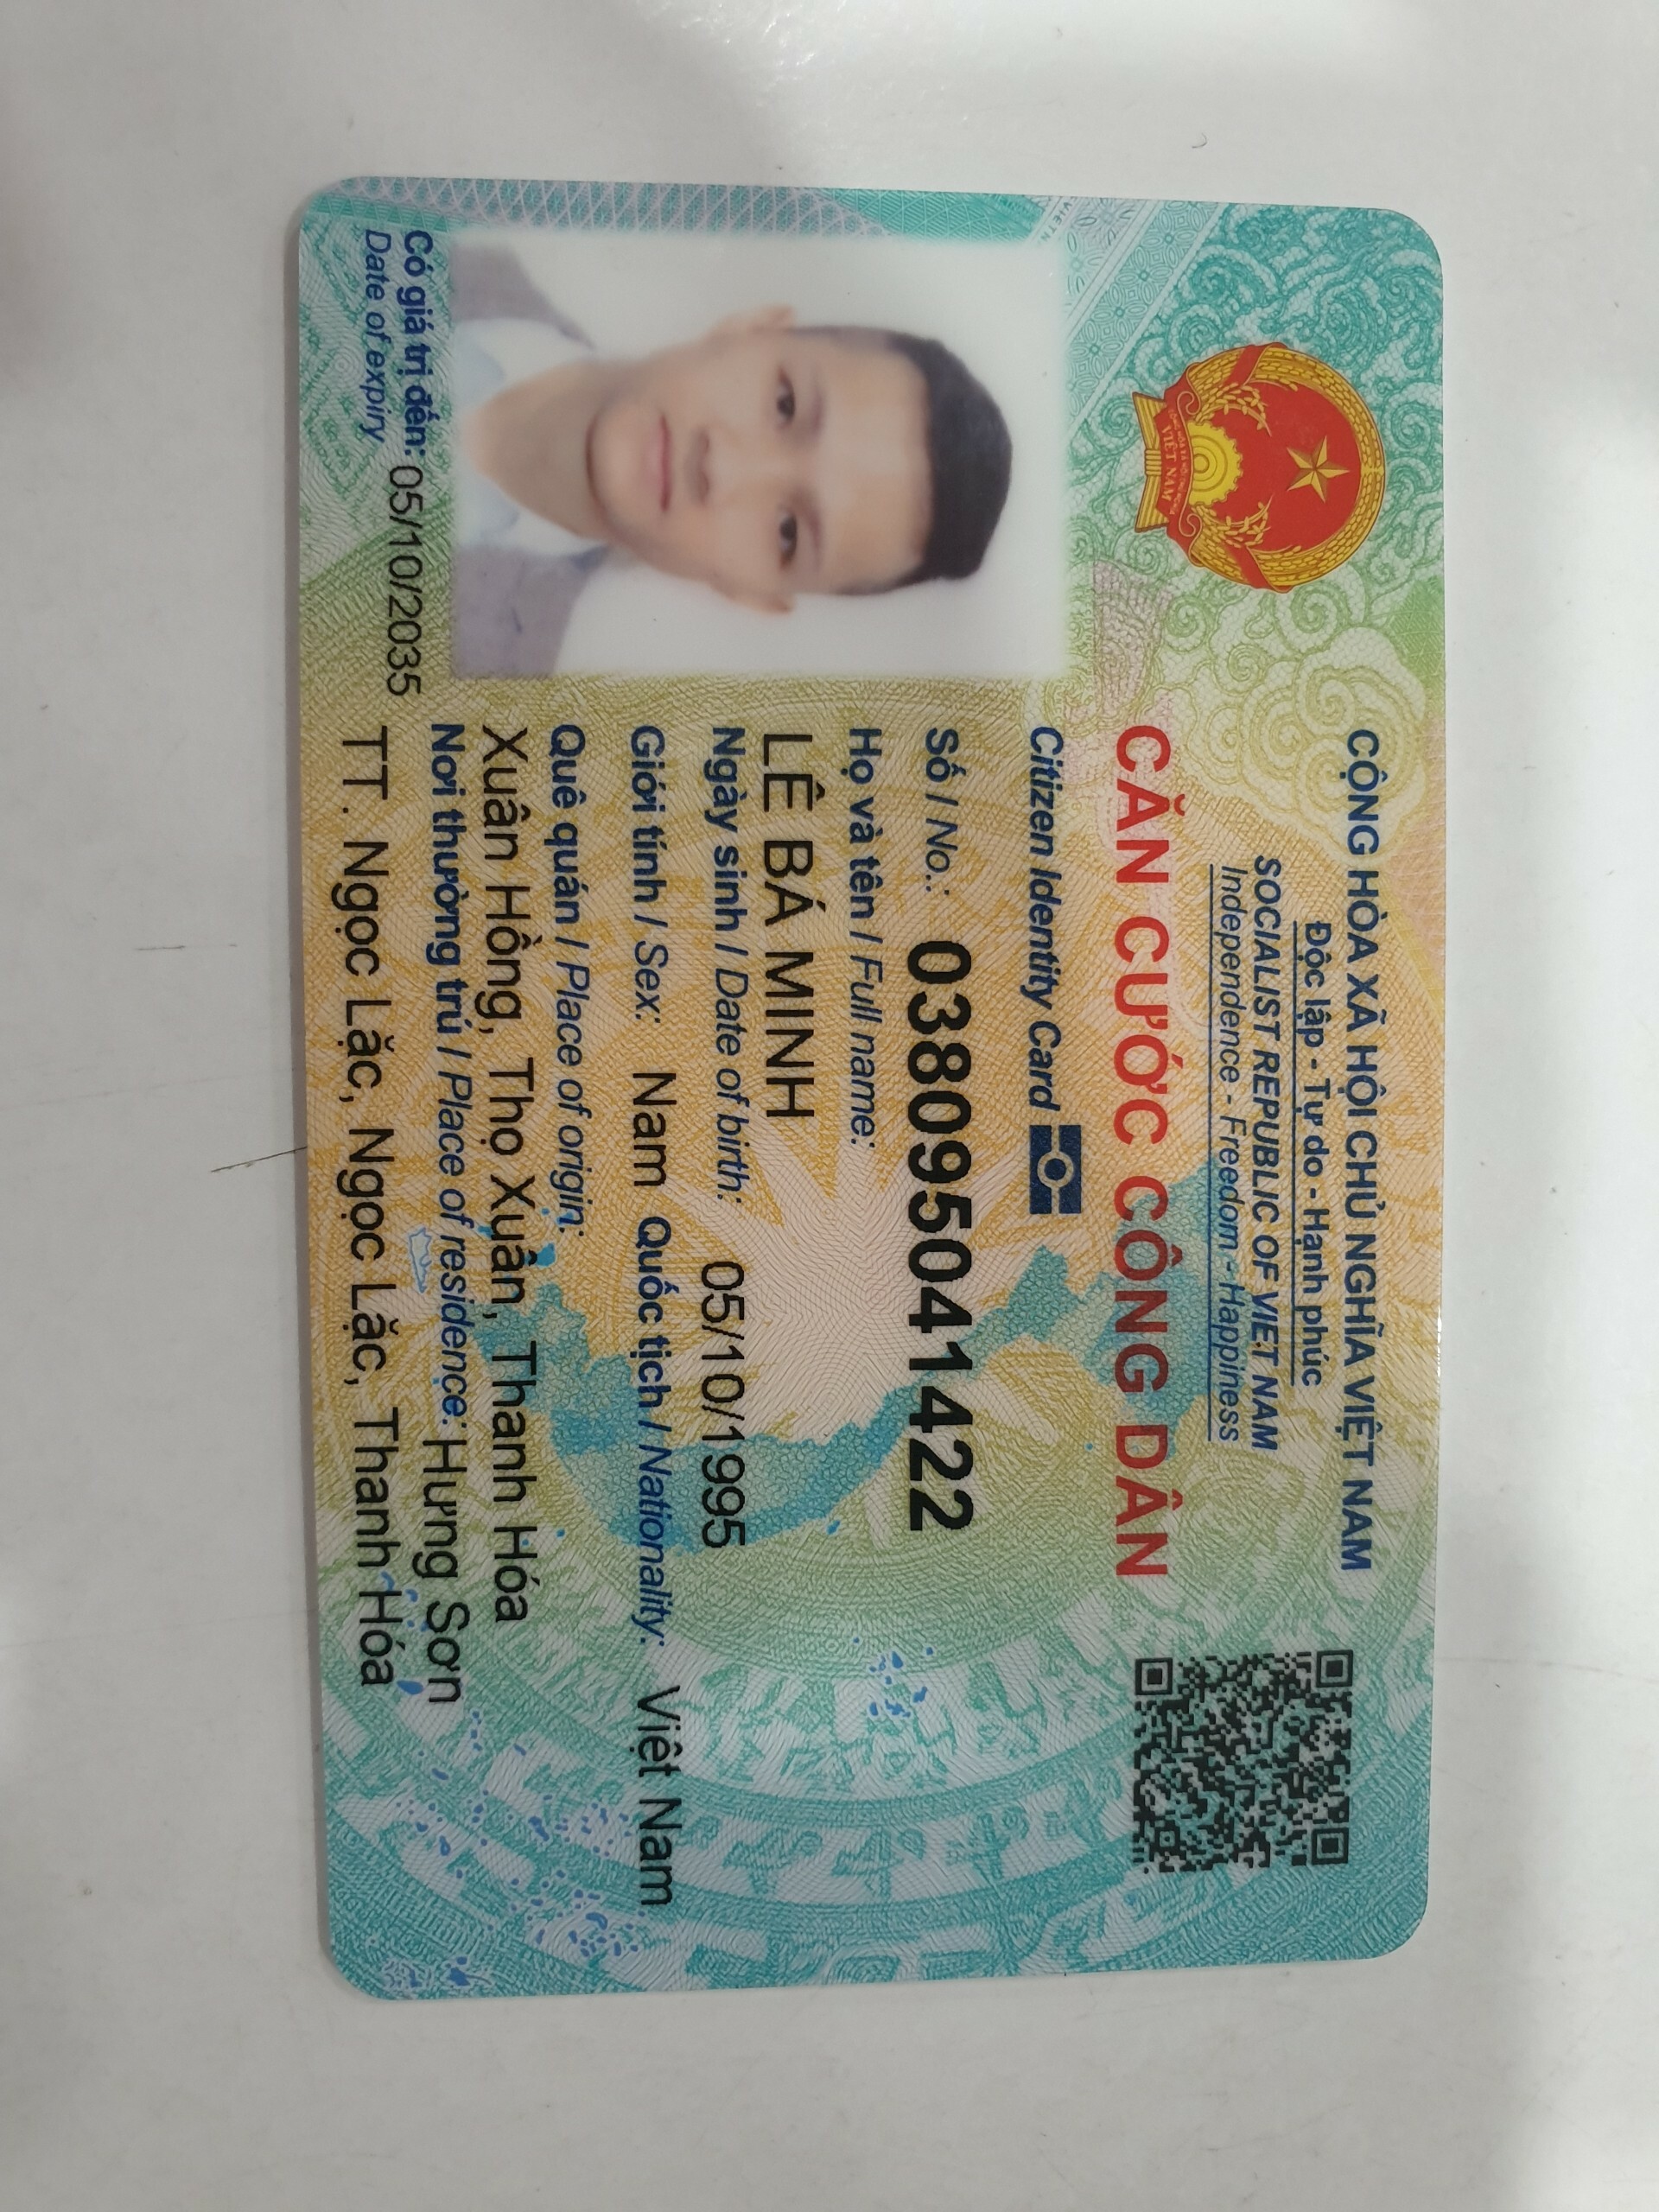 CỘNG HÒA XÃ HỘI CHỦ NGHĨA VIỆT NAM
Độc lập - Tự do - Hạnh phúc
SOCIALIST REPUBLIC OF VIET NAM
Independence - Freedom - Happiness
CĂN CƯỚC CÔNG DÂN
Citizen Identity Card
Số / No.: 038095041422
Họ và tên / Full name:
LÊ BÁ MINH
Ngày sinh / Date of birth: 05/10/1995
Giới tính / Sex: Nam Quốc tịch / Nationality: Việt Nam
Quê quán / Place of origin:
Xuân Hồng, Thọ Xuân, Thanh Hóa
Nơi thường trú / Place of residence: Hưng Sơn
TT. Ngọc Lặc, Ngọc Lặc, Thanh Hóa
Có giá trị đến: 05/10/2035
Date of expiry
VIỆT NAM